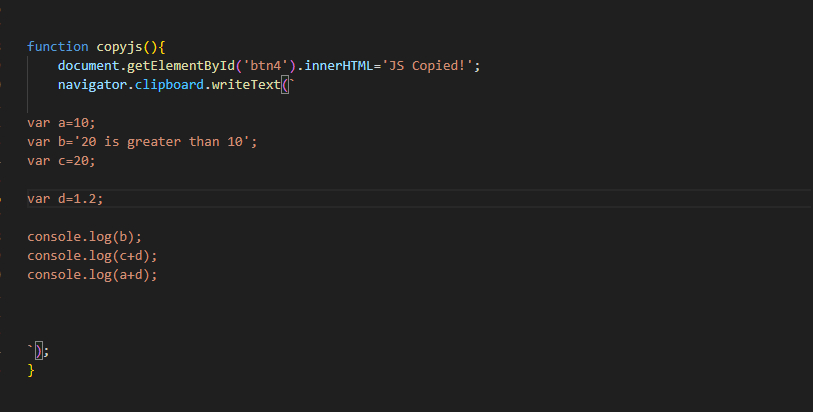 function copyjs(){
    document.getElementById('btn4').innerHTML='JS Copied!';
    navigator.clipboard.writeText(`
var a=10;
var b='20 is greater than 10';
var c=20;
var d=1.2;
console.log(b);
console.log(c+d);
console.log(a+d);
`);
}